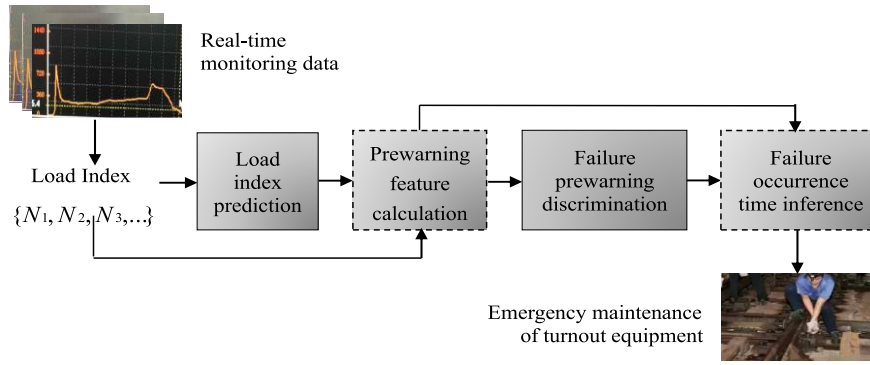 Real-time
monitoring data
Load Index
{N1, N2, N3,...}
Load
index
prediction
Prewarning
feature
calculation
Failure
prewarning
discrimination
Failure
occurrence
time inference
Emergency maintenance
of turnout equipment